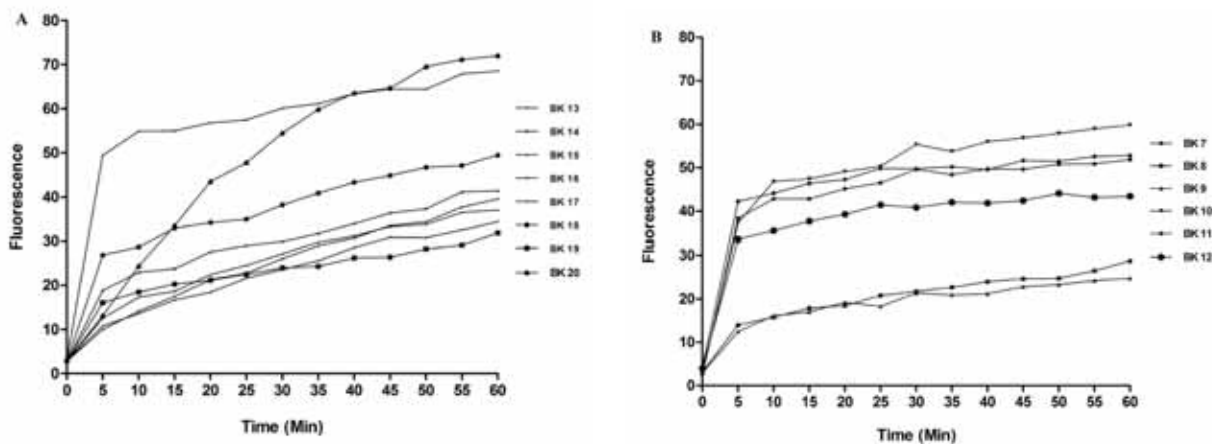 A
80
70
60
50
40
30
20
10
0
Fluorescence
0 5 10 15 20 25 30 35 40 45 50 55 60
Time (Min)
BK 13
BK 14
BK 15
BK 16
BK 17
BK 18
BK 19
BK 20
B
80
70
60
50
40
30
20
10
0
Fluorescence
0 5 10 15 20 25 30 35 40 45 50 55 60
Time (Min)
BK 7
BK 8
BK 9
BK 10
BK 11
BK 12